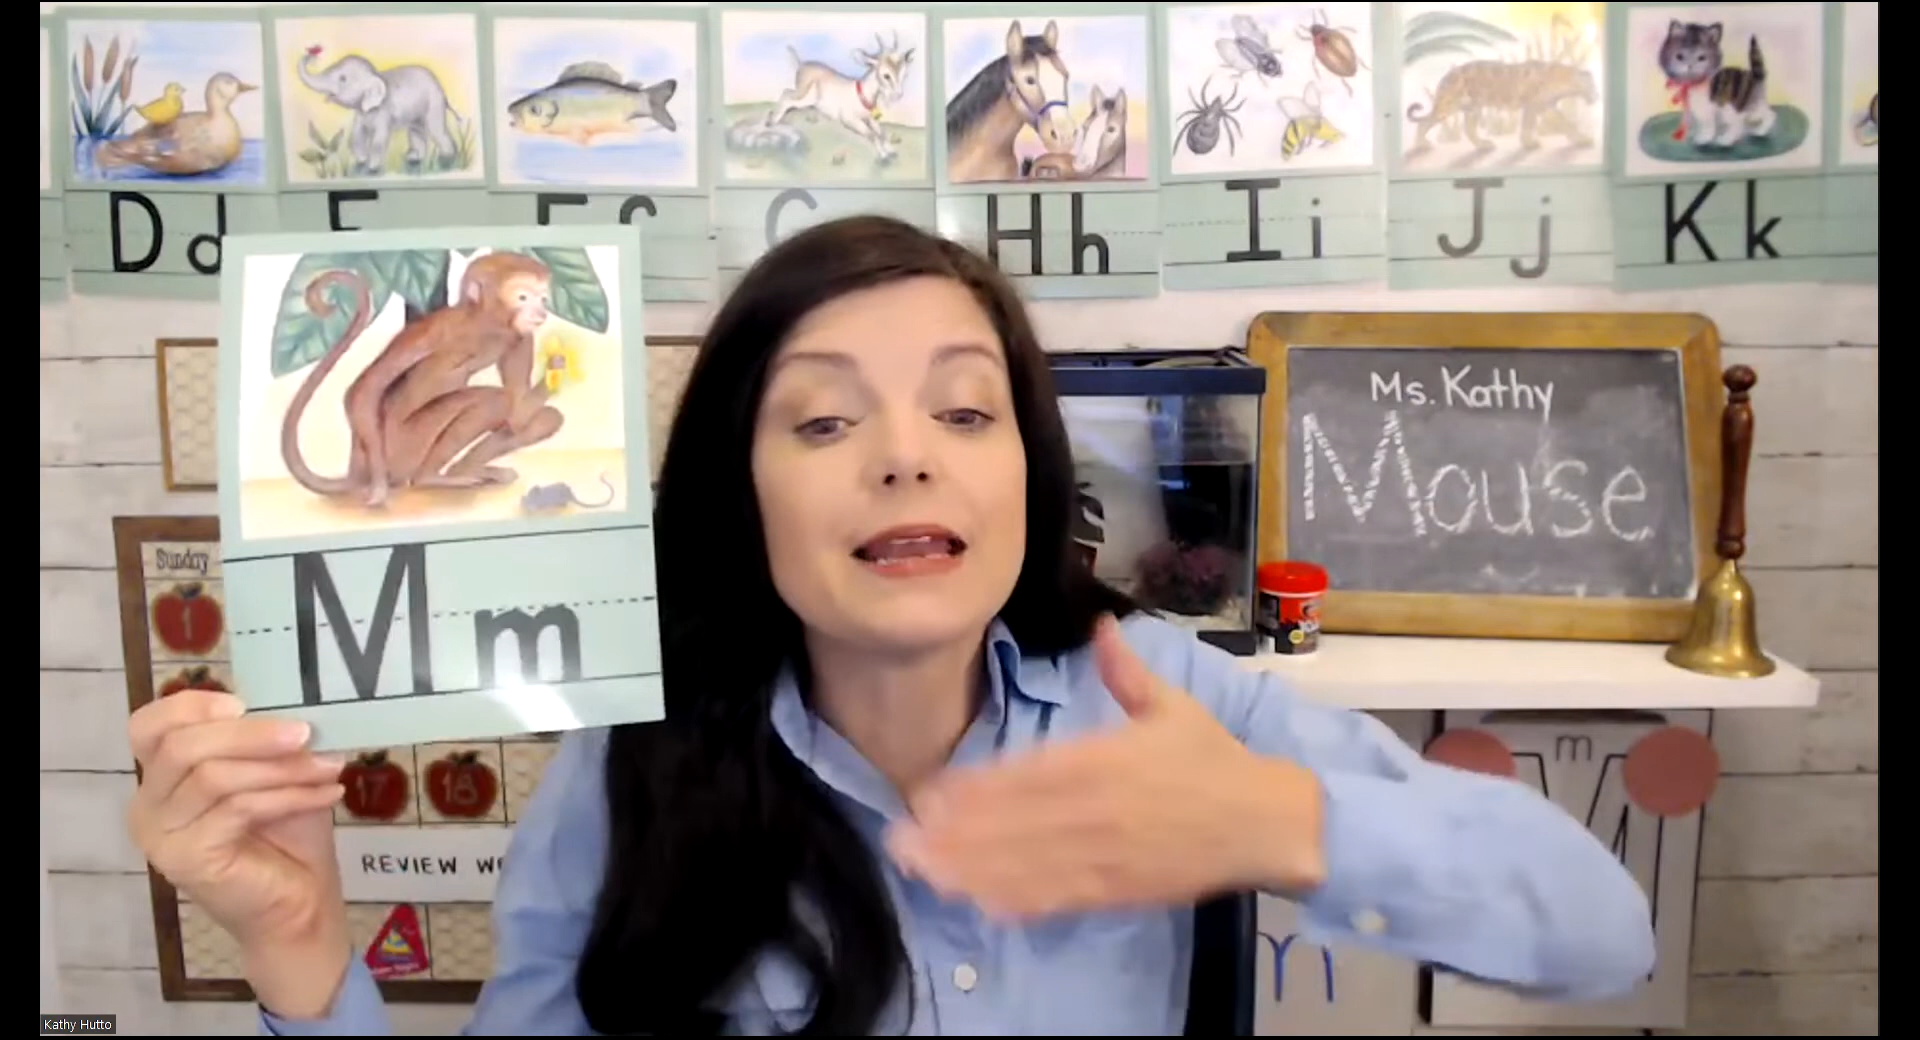 Dd
F f
Hh
Ii
Jj
Kk
Mm
Ms. Kathy
Mouse
Sunday
1
17
18
REVIEW
m
m
Kathy Hutto